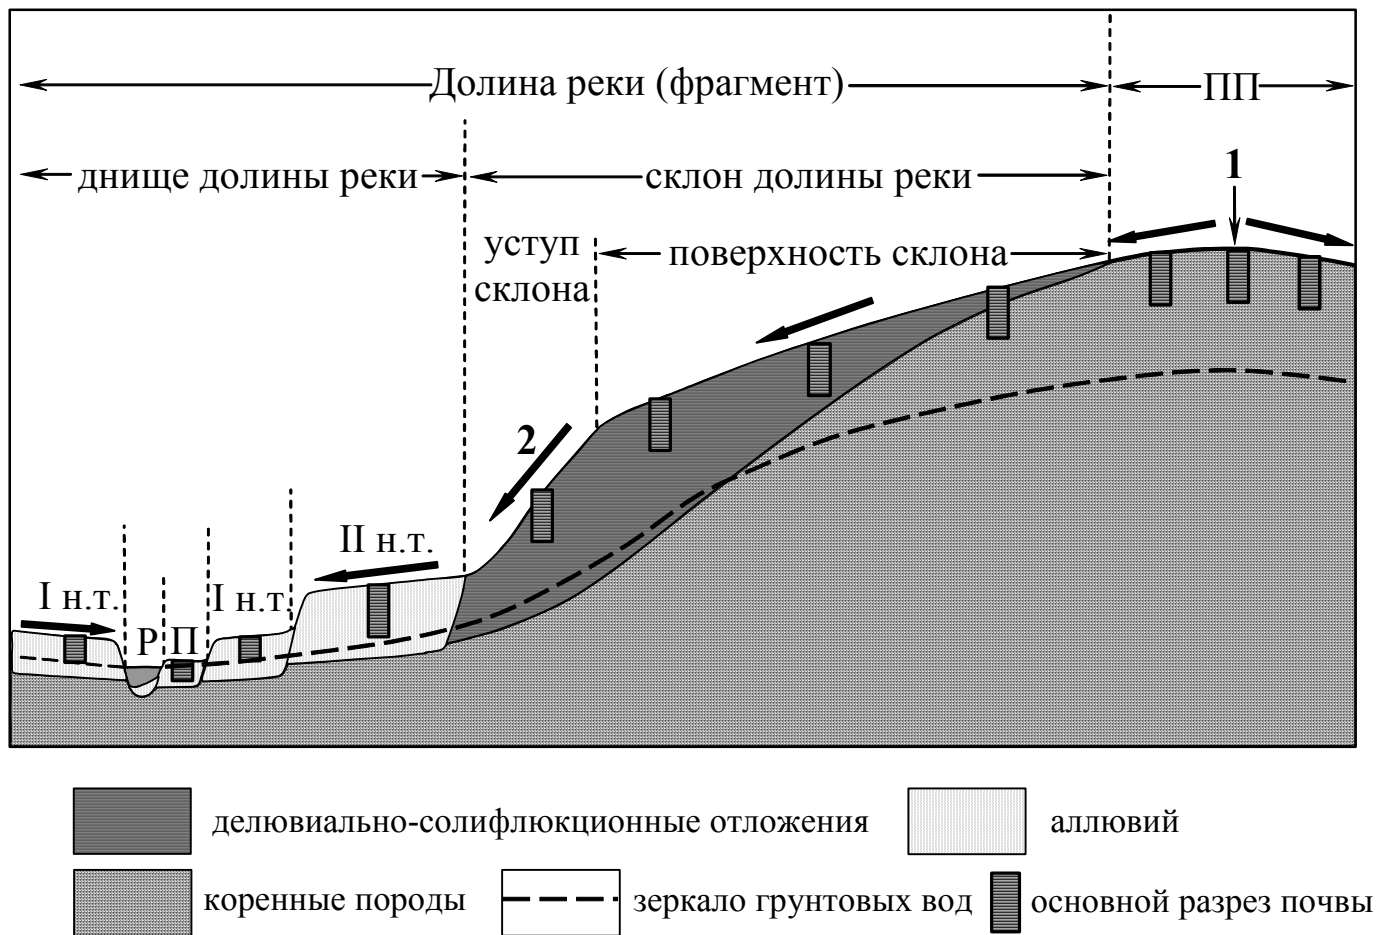 Долина реки (фрагмент)
ПП
днище долины реки
склон долины реки
1
уступ
склона
поверхность склона
2
II н.т.
I н.т.
Р
П
I н.т.
делювиально-солифлюкционные отложения
аллювий
коренные породы
зеркало грунтовых вод
основной разрез почвы